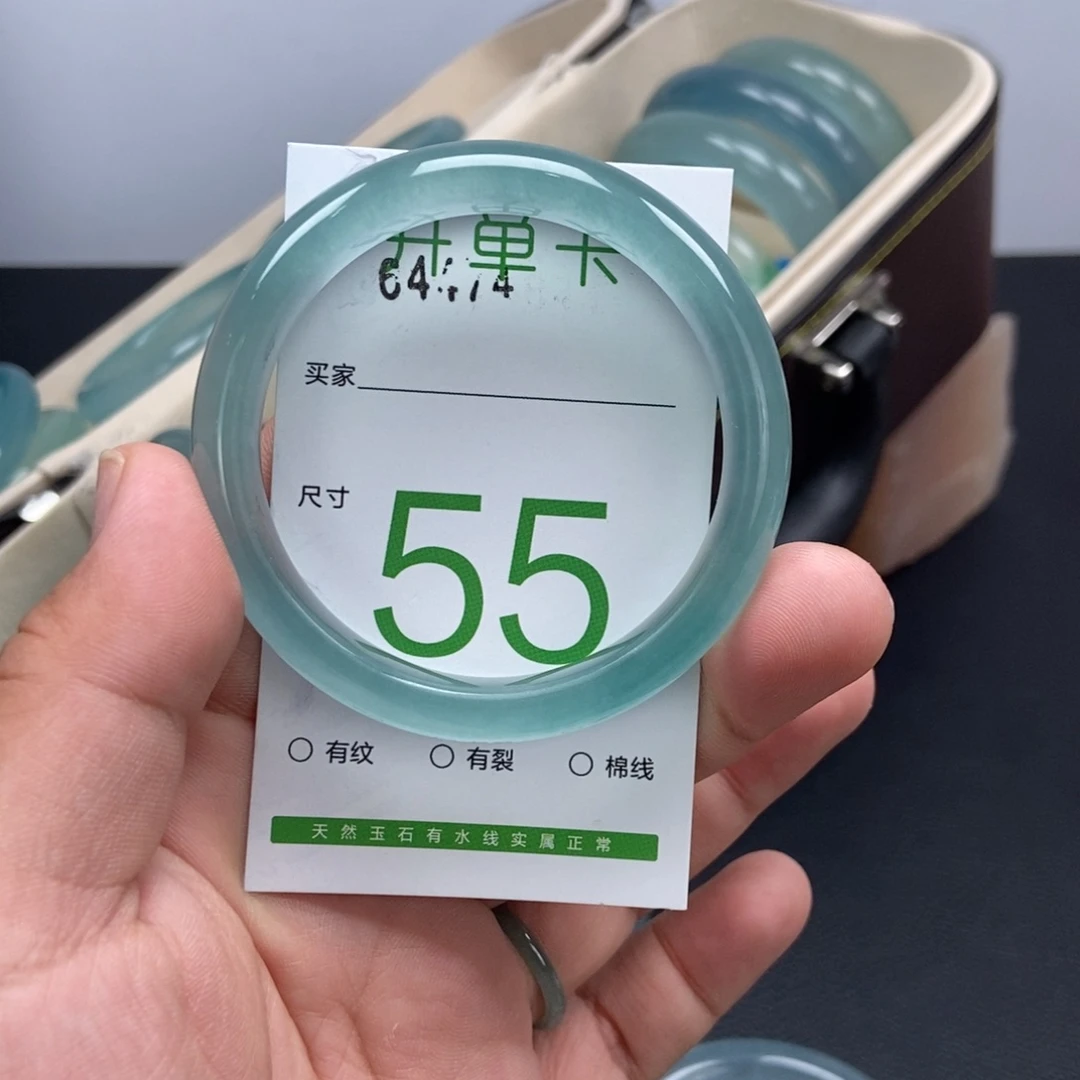 开单卡
买家
尺寸 55
有纹 有裂 棉线
天然玉石有水线实属正常